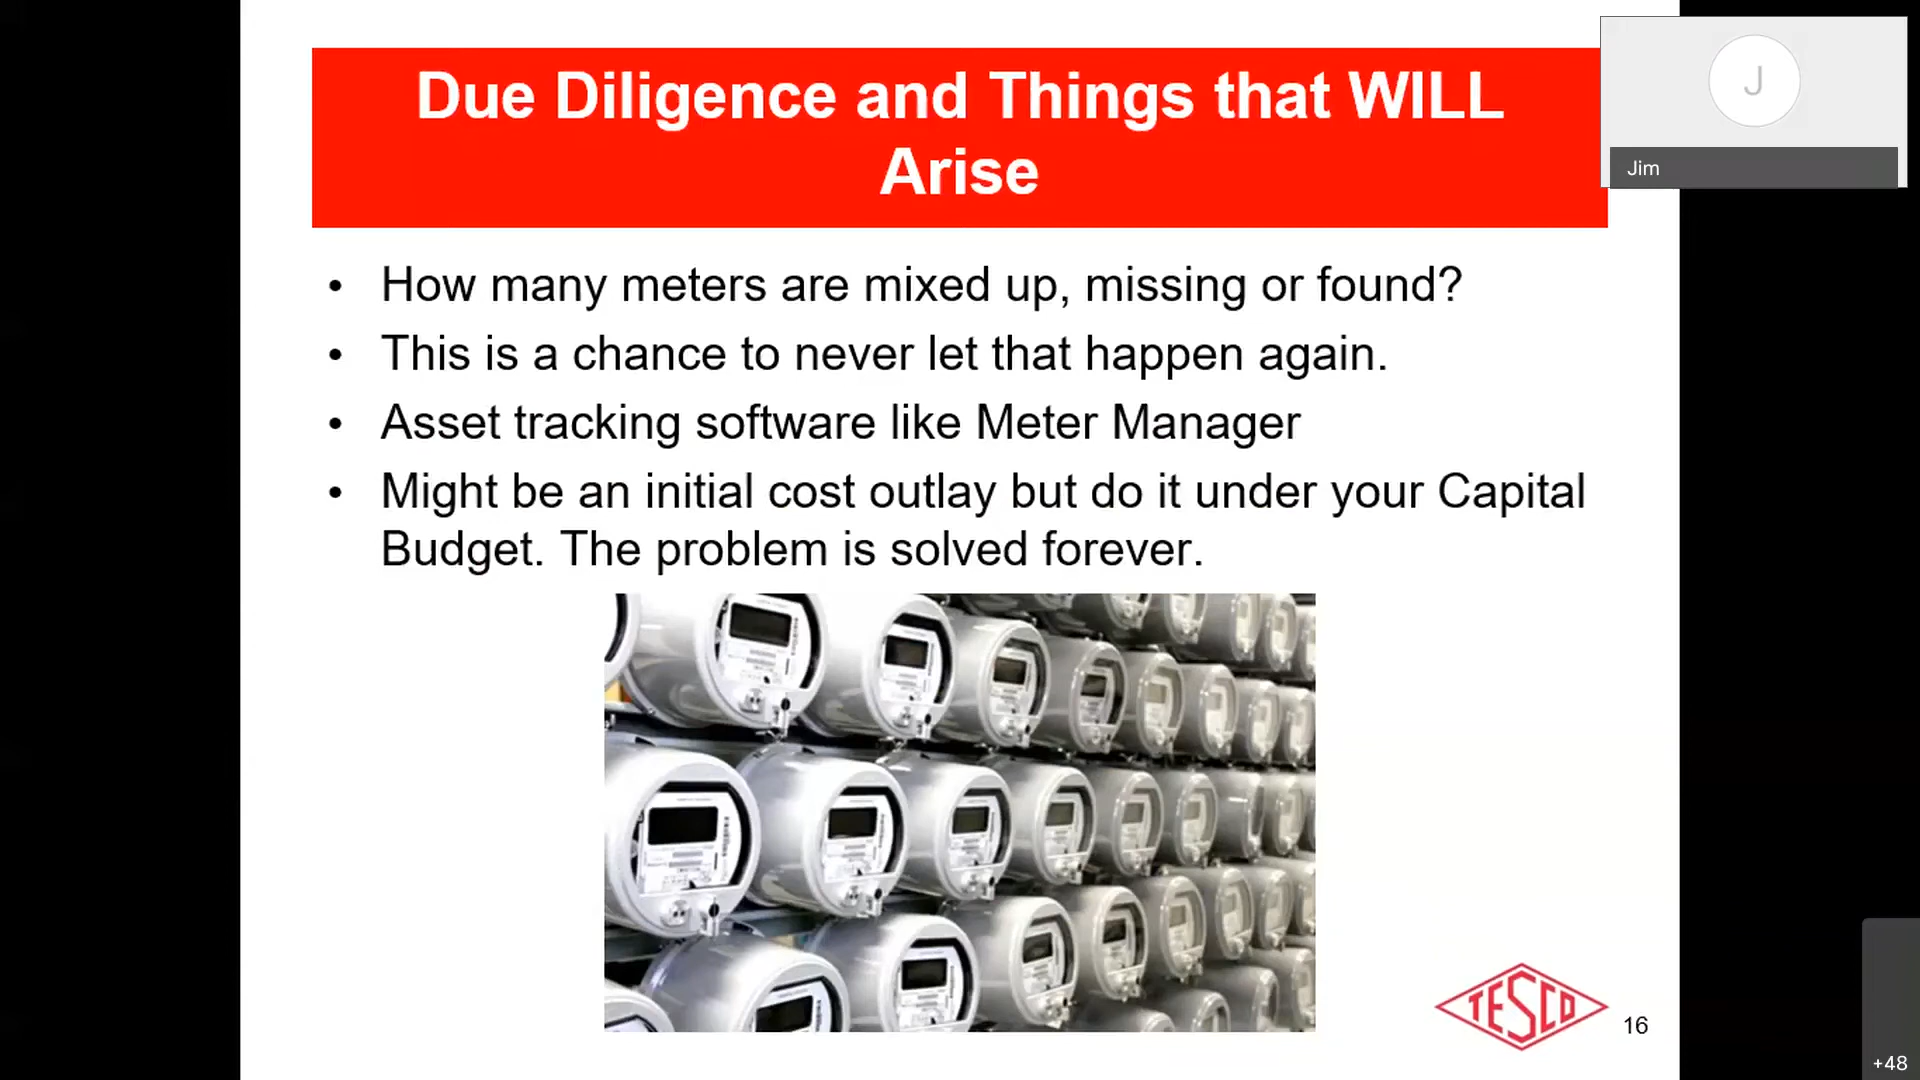 Due Diligence and Things that WILL
Arise
J
Jim
• How many meters are mixed up, missing or found?
• This is a chance to never let that happen again.
• Asset tracking software like Meter Manager
• Might be an initial cost outlay but do it under your Capital
Budget. The problem is solved forever.
TESCO
16
+48